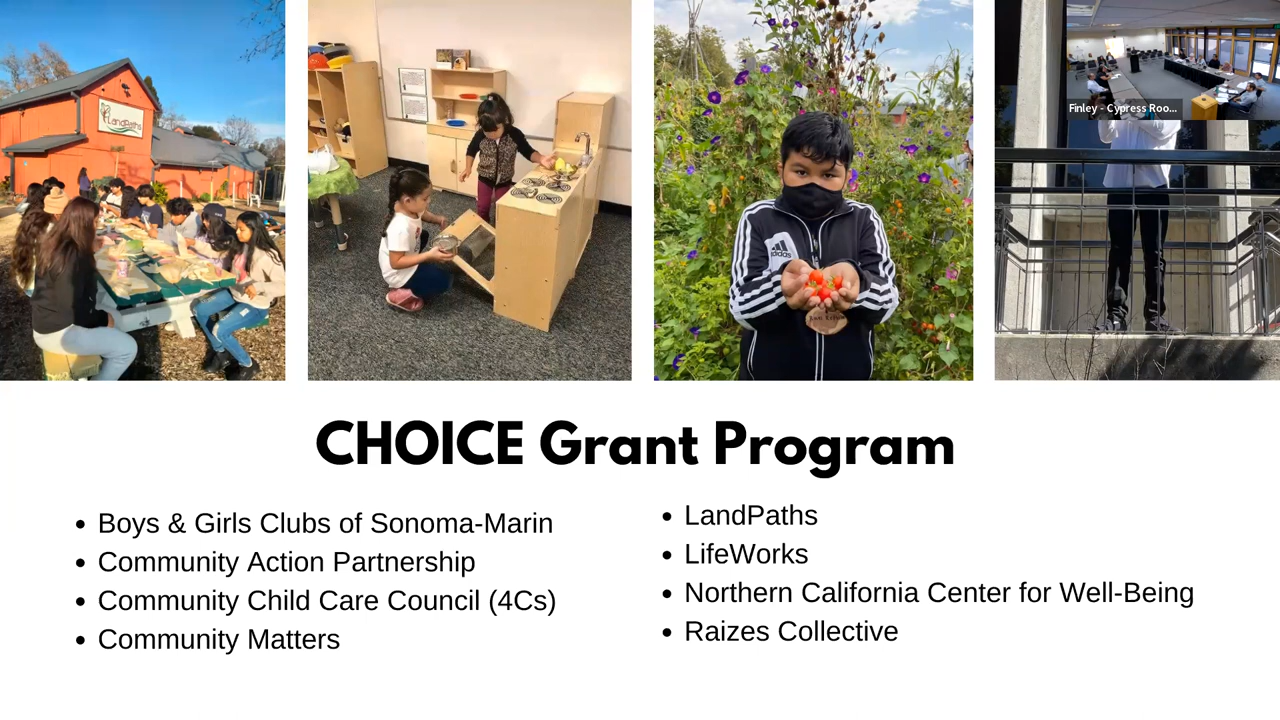 LandPaths
adidas
Finley - Cypress Roo...
CHOICE Grant Program
• Boys & Girls Clubs of Sonoma-Marin
• Community Action Partnership
• Community Child Care Council (4Cs)
• Community Matters
• LandPaths
• LifeWorks
• Northern California Center for Well-Being
• Raizes Collective